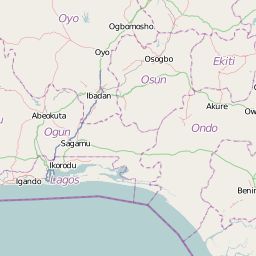 Oyo
Ogbomosho
Oyo
Osogbo
Ekiti
Osun
Ibadan
Akure
Abeokuta
Ow
Ogun
Ondo
Sagamu
Ikorodu
Igando
Lagos
Benin